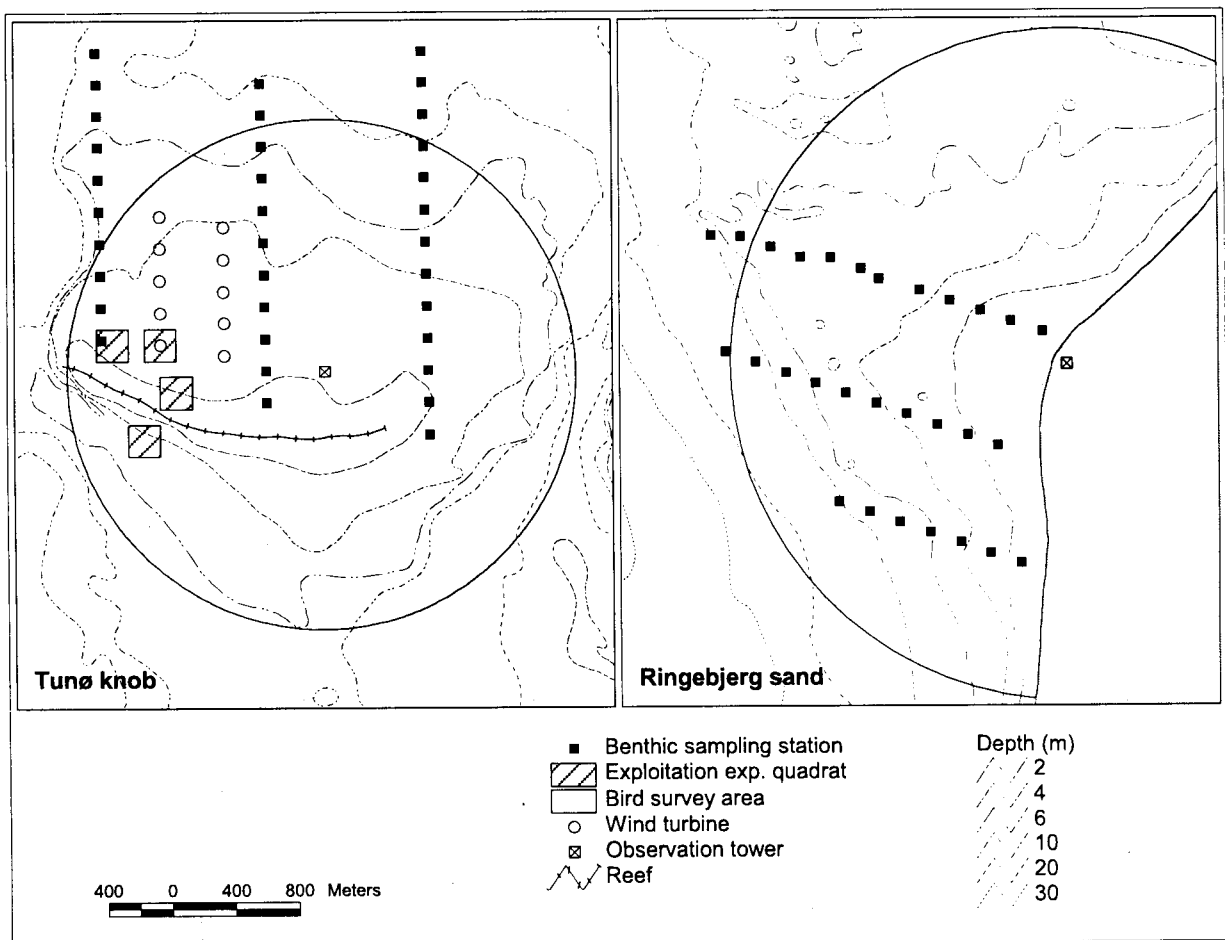 Tunø knob
Ringebjerg sand
Benthic sampling station
Exploitation exp. quadrat
Bird survey area
Wind turbine
Observation tower
Reef
Depth (m)
2
4
6
10
20
30
400 0 400 800 Meters